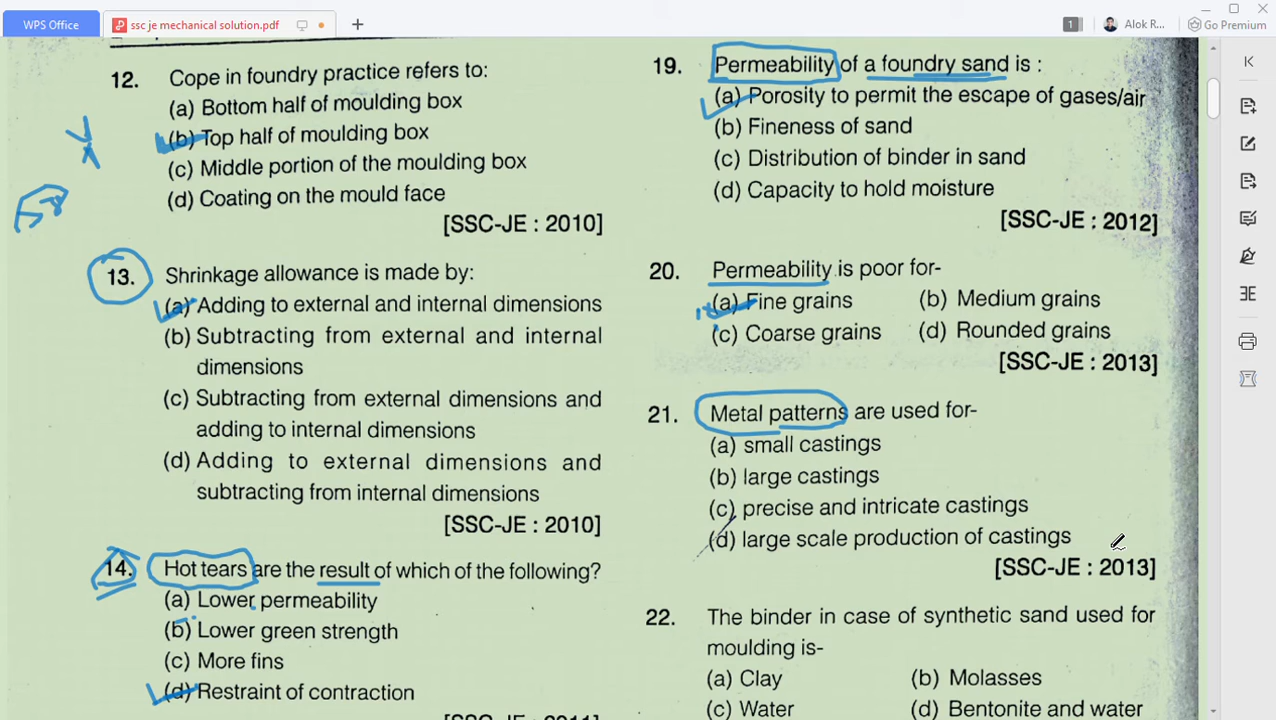 WPS Office
ssc je mechanical solution.pdf
1
Alok R...
Go Premium
12. Cope in foundry practice refers to:
(a) Bottom half of moulding box
(b) Top half of moulding box
(c) Middle portion of the moulding box
(d) Coating on the mould face
[SSC-JE : 2010]
13. Shrinkage allowance is made by:
(a) Adding to external and internal dimensions
(b) Subtracting from external and internal
dimensions
(c) Subtracting from external dimensions and
adding to internal dimensions
(d) Adding to external dimensions and
subtracting from internal dimensions
[SSC-JE : 2010]
14. Hot tears are the result of which of the following?
(a) Lower permeability
(b) Lower green strength
(c) More fins
(d) Restraint of contraction
19. Permeability of a foundry sand is :
(a) Porosity to permit the escape of gases/air
(b) Fineness of sand
(c) Distribution of binder in sand
(d) Capacity to hold moisture
[SSC-JE : 2012]
20. Permeability is poor for-
(a) Fine grains (b) Medium grains
(c) Coarse grains (d) Rounded grains
[SSC-JE : 2013]
21. Metal patterns are used for-
(a) small castings
(b) large castings
(c) precise and intricate castings
(d) large scale production of castings
[SSC-JE : 2013]
22. The binder in case of synthetic sand used for
moulding is-
(a) Clay (b) Molasses
(c) Water (d) Bentonite and water